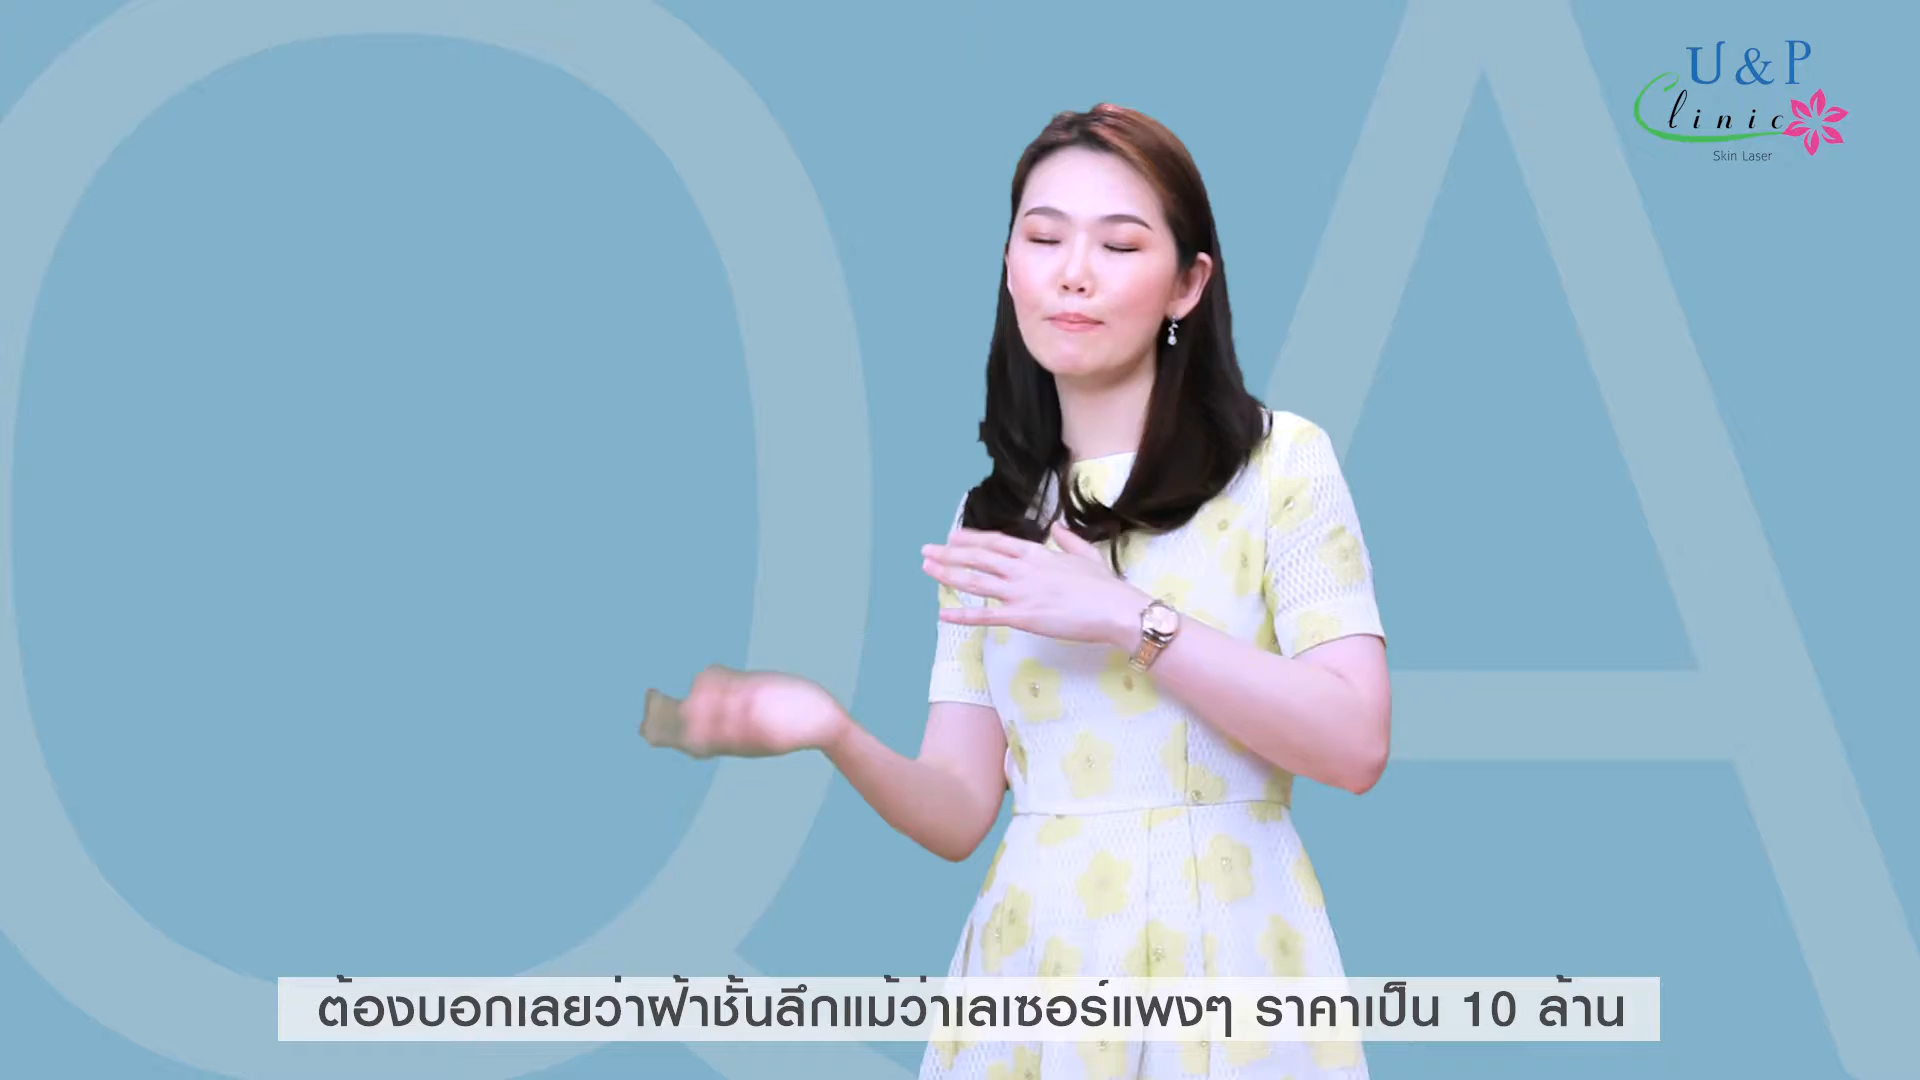 Q A
U & P
Clinic
Skin Laser
ต้องบอกเลยว่าฝ้าชั้นลึกแม้ว่าเลเซอร์แพงๆ ราคาเป็น 10 ล้าน